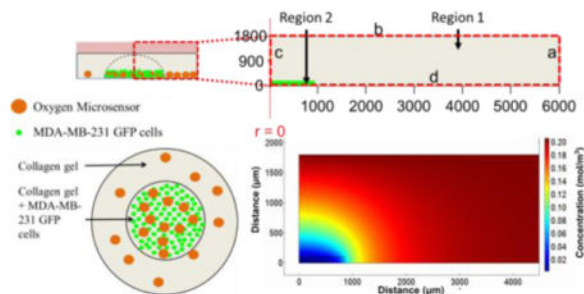 Region 2
Region 1
1800
900
0
b
c
a
d
1000
2000
3000
4000
5000
6000
r = 0
Oxygen Microsensor
MDA-MB-231 GFP cells
Collagen gel
Collagen gel
+ MDA-MB-
231 GFP
cells
2000
1500
1000
500
0
Distance (µm)
0
1000
2000
3000
4000
Distance (µm)
0.20
0.18
0.16
0.14
0.12
0.10
0.08
0.06
0.04
0.02
Concentration (mol/m³)